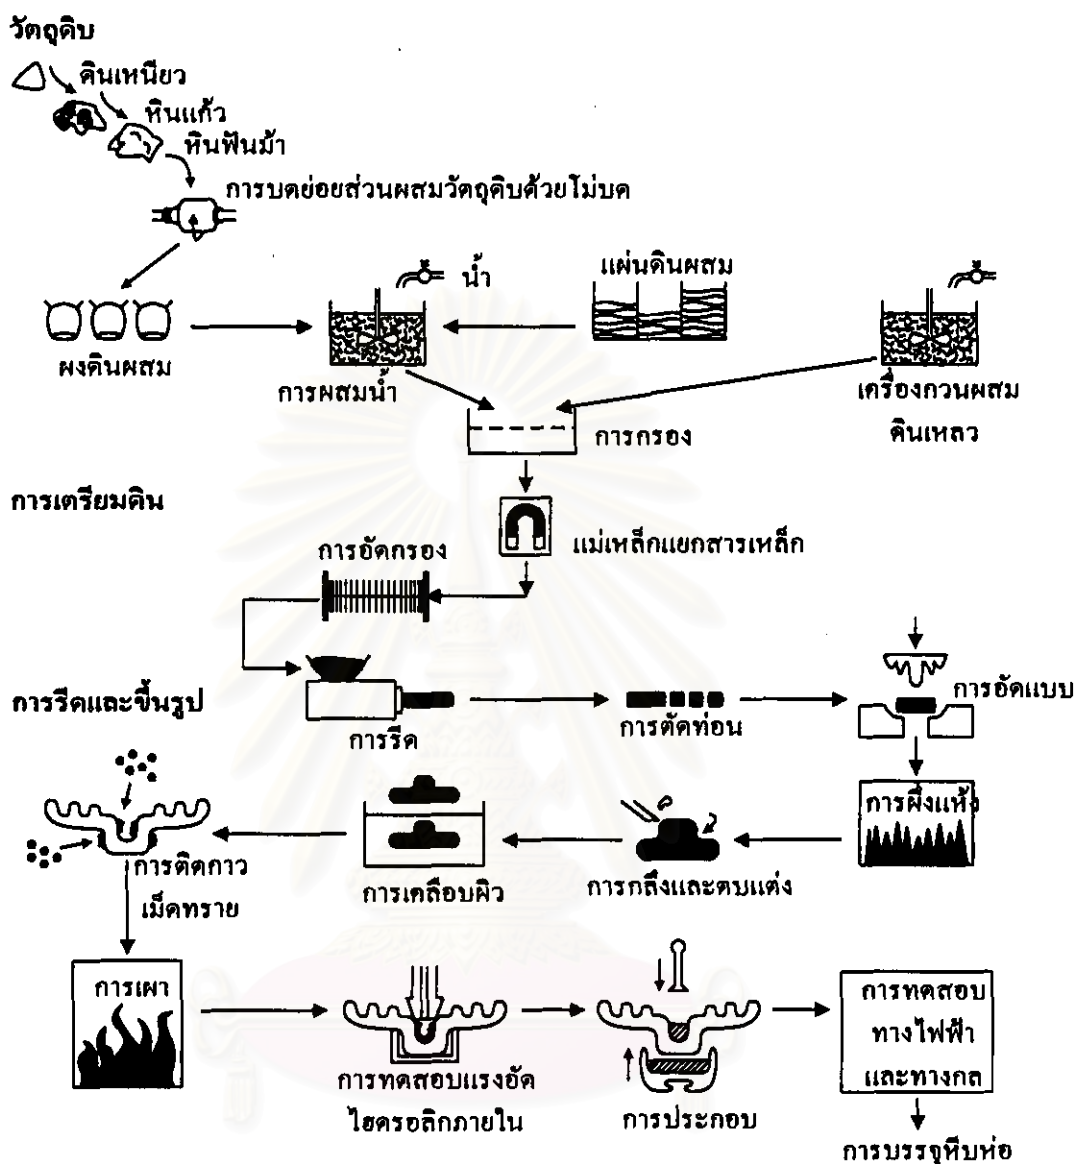 วัตถุดิบ
ดินเหนียว
หินแก้ว
หินฟันม้า
การบดย่อยส่วนผสมวัตถุดิบด้วยโม่บด
น้ำ
แผ่นดินผสม
ผงดินผสม
การผสมน้ำ
เครื่องกวนผสม
ดินเหลว
การกรอง
การเตรียมดิน
แม่เหล็กแยกสารเหล็ก
การอัดกรอง
การรีดและขึ้นรูป
การรีด
การตัดท่อน
การอัดแบบ
การผึ่งแห้ง
การกลึงและตบแต่ง
การเคลือบผิว
การติดกาว
เม็ดทราย
การเผา
การทดสอบแรงอัด
ไฮดรอลิกภายใน
การประกอบ
การทดสอบ
ทางไฟฟ้า
และทางกล
การบรรจุหีบห่อ